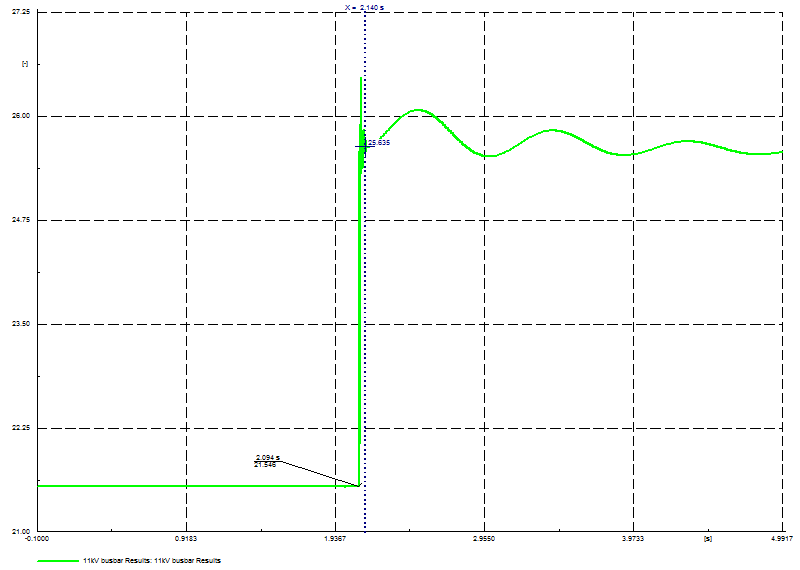 X = 2.140 s
27.25
[-]
26.00
25.635
24.75
23.50
22.25
2.094 s
21.546
21.00
-0.1000 0.9183 1.9367 2.9550 3.9733 [s] 4.9917
11kV busbar Results: 11kV busbar Results